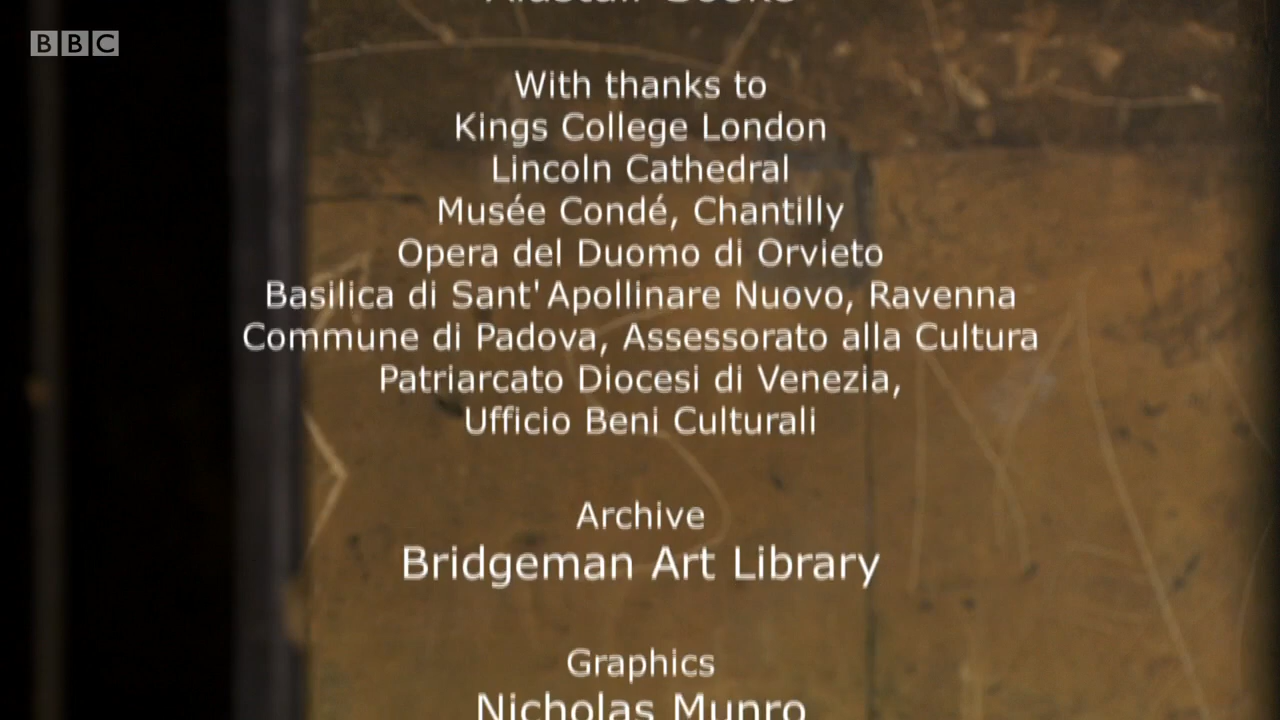 BBC
With thanks to
Kings College London
Lincoln Cathedral
Musée Condé, Chantilly
Opera del Duomo di Orvieto
Basilica di Sant'Apollinare Nuovo, Ravenna
Commune di Padova, Assessorato alla Cultura
Patriarcato Diocesi di Venezia,
Ufficio Beni Culturali
Archive
Bridgeman Art Library
Graphics
Nicholas Munro